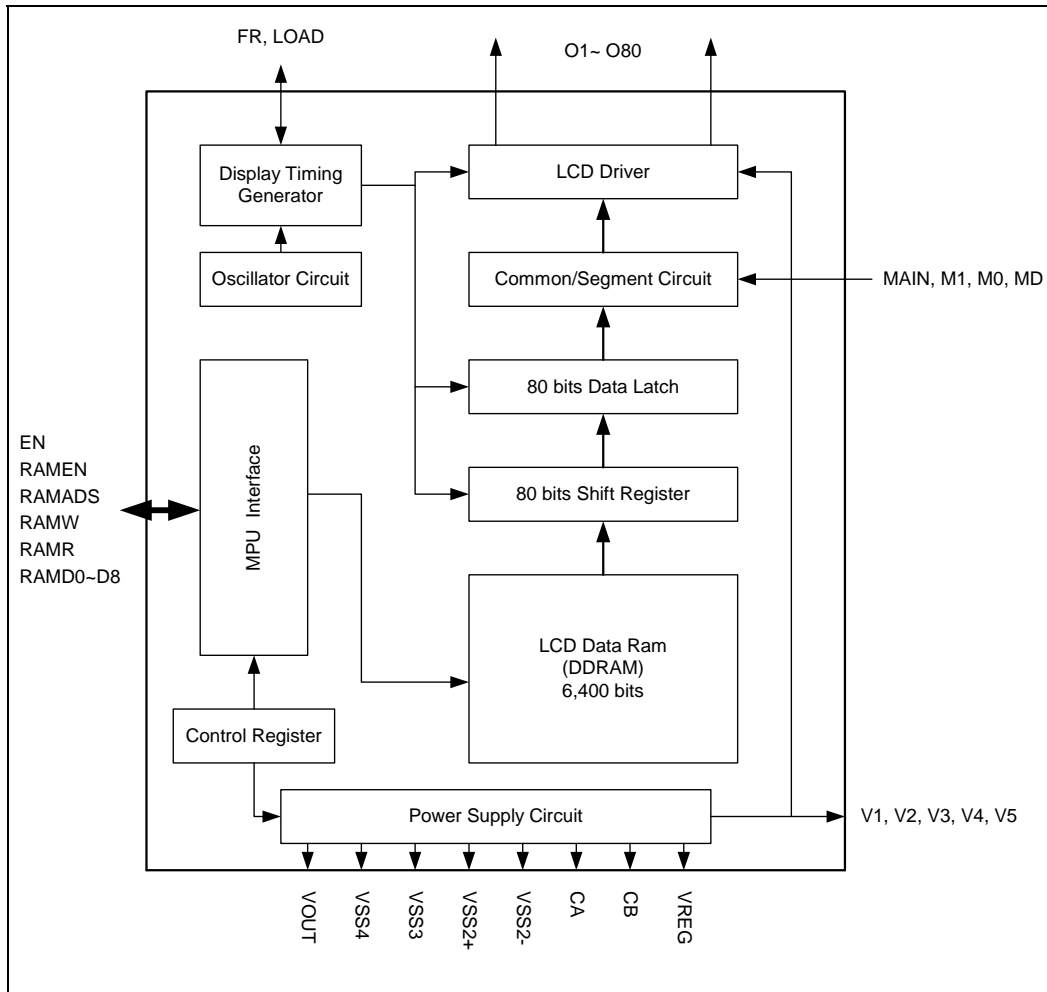 FR, LOAD
O1~ O80
Display Timing
Generator
LCD Driver
Oscillator Circuit
Common/Segment Circuit
MAIN, M1, M0, MD
80 bits Data Latch
EN
RAMEN
RAMADS
RAMW
RAMR
RAMD0~D8
MPU Interface
80 bits Shift Register
LCD Data Ram
(DDRAM)
6,400 bits
Control Register
Power Supply Circuit
V1, V2, V3, V4, V5
VOUT
VSS4
VSS3
VSS2+
VSS2-
CA
CB
VREG